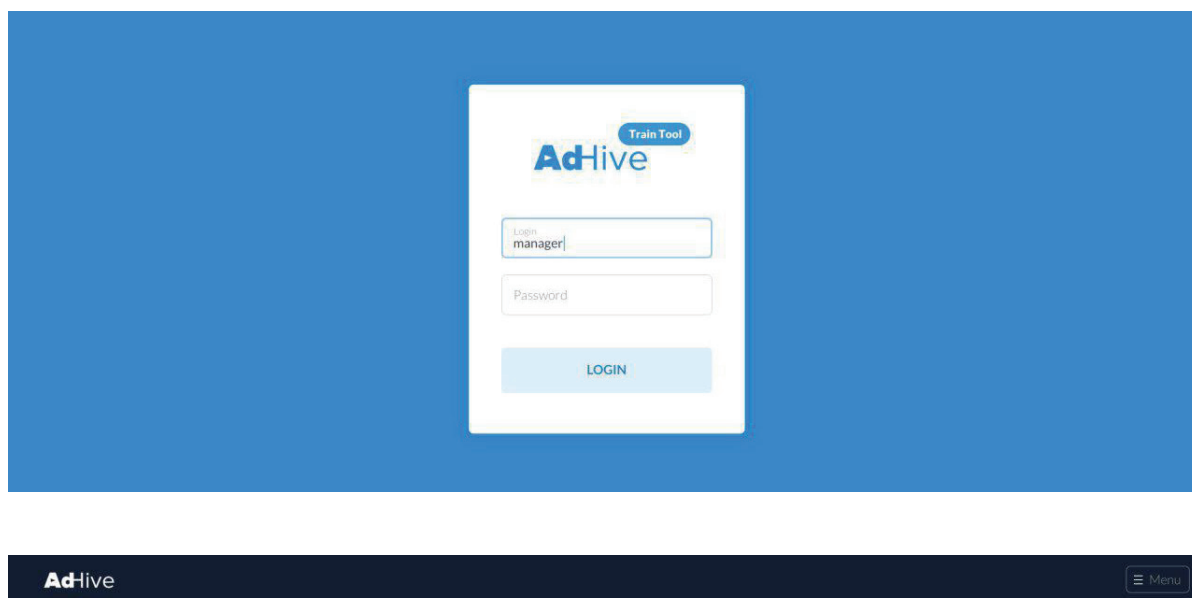 Train Tool
AdHive
Login
manager
Password
LOGIN
AdHive
☰ Menu